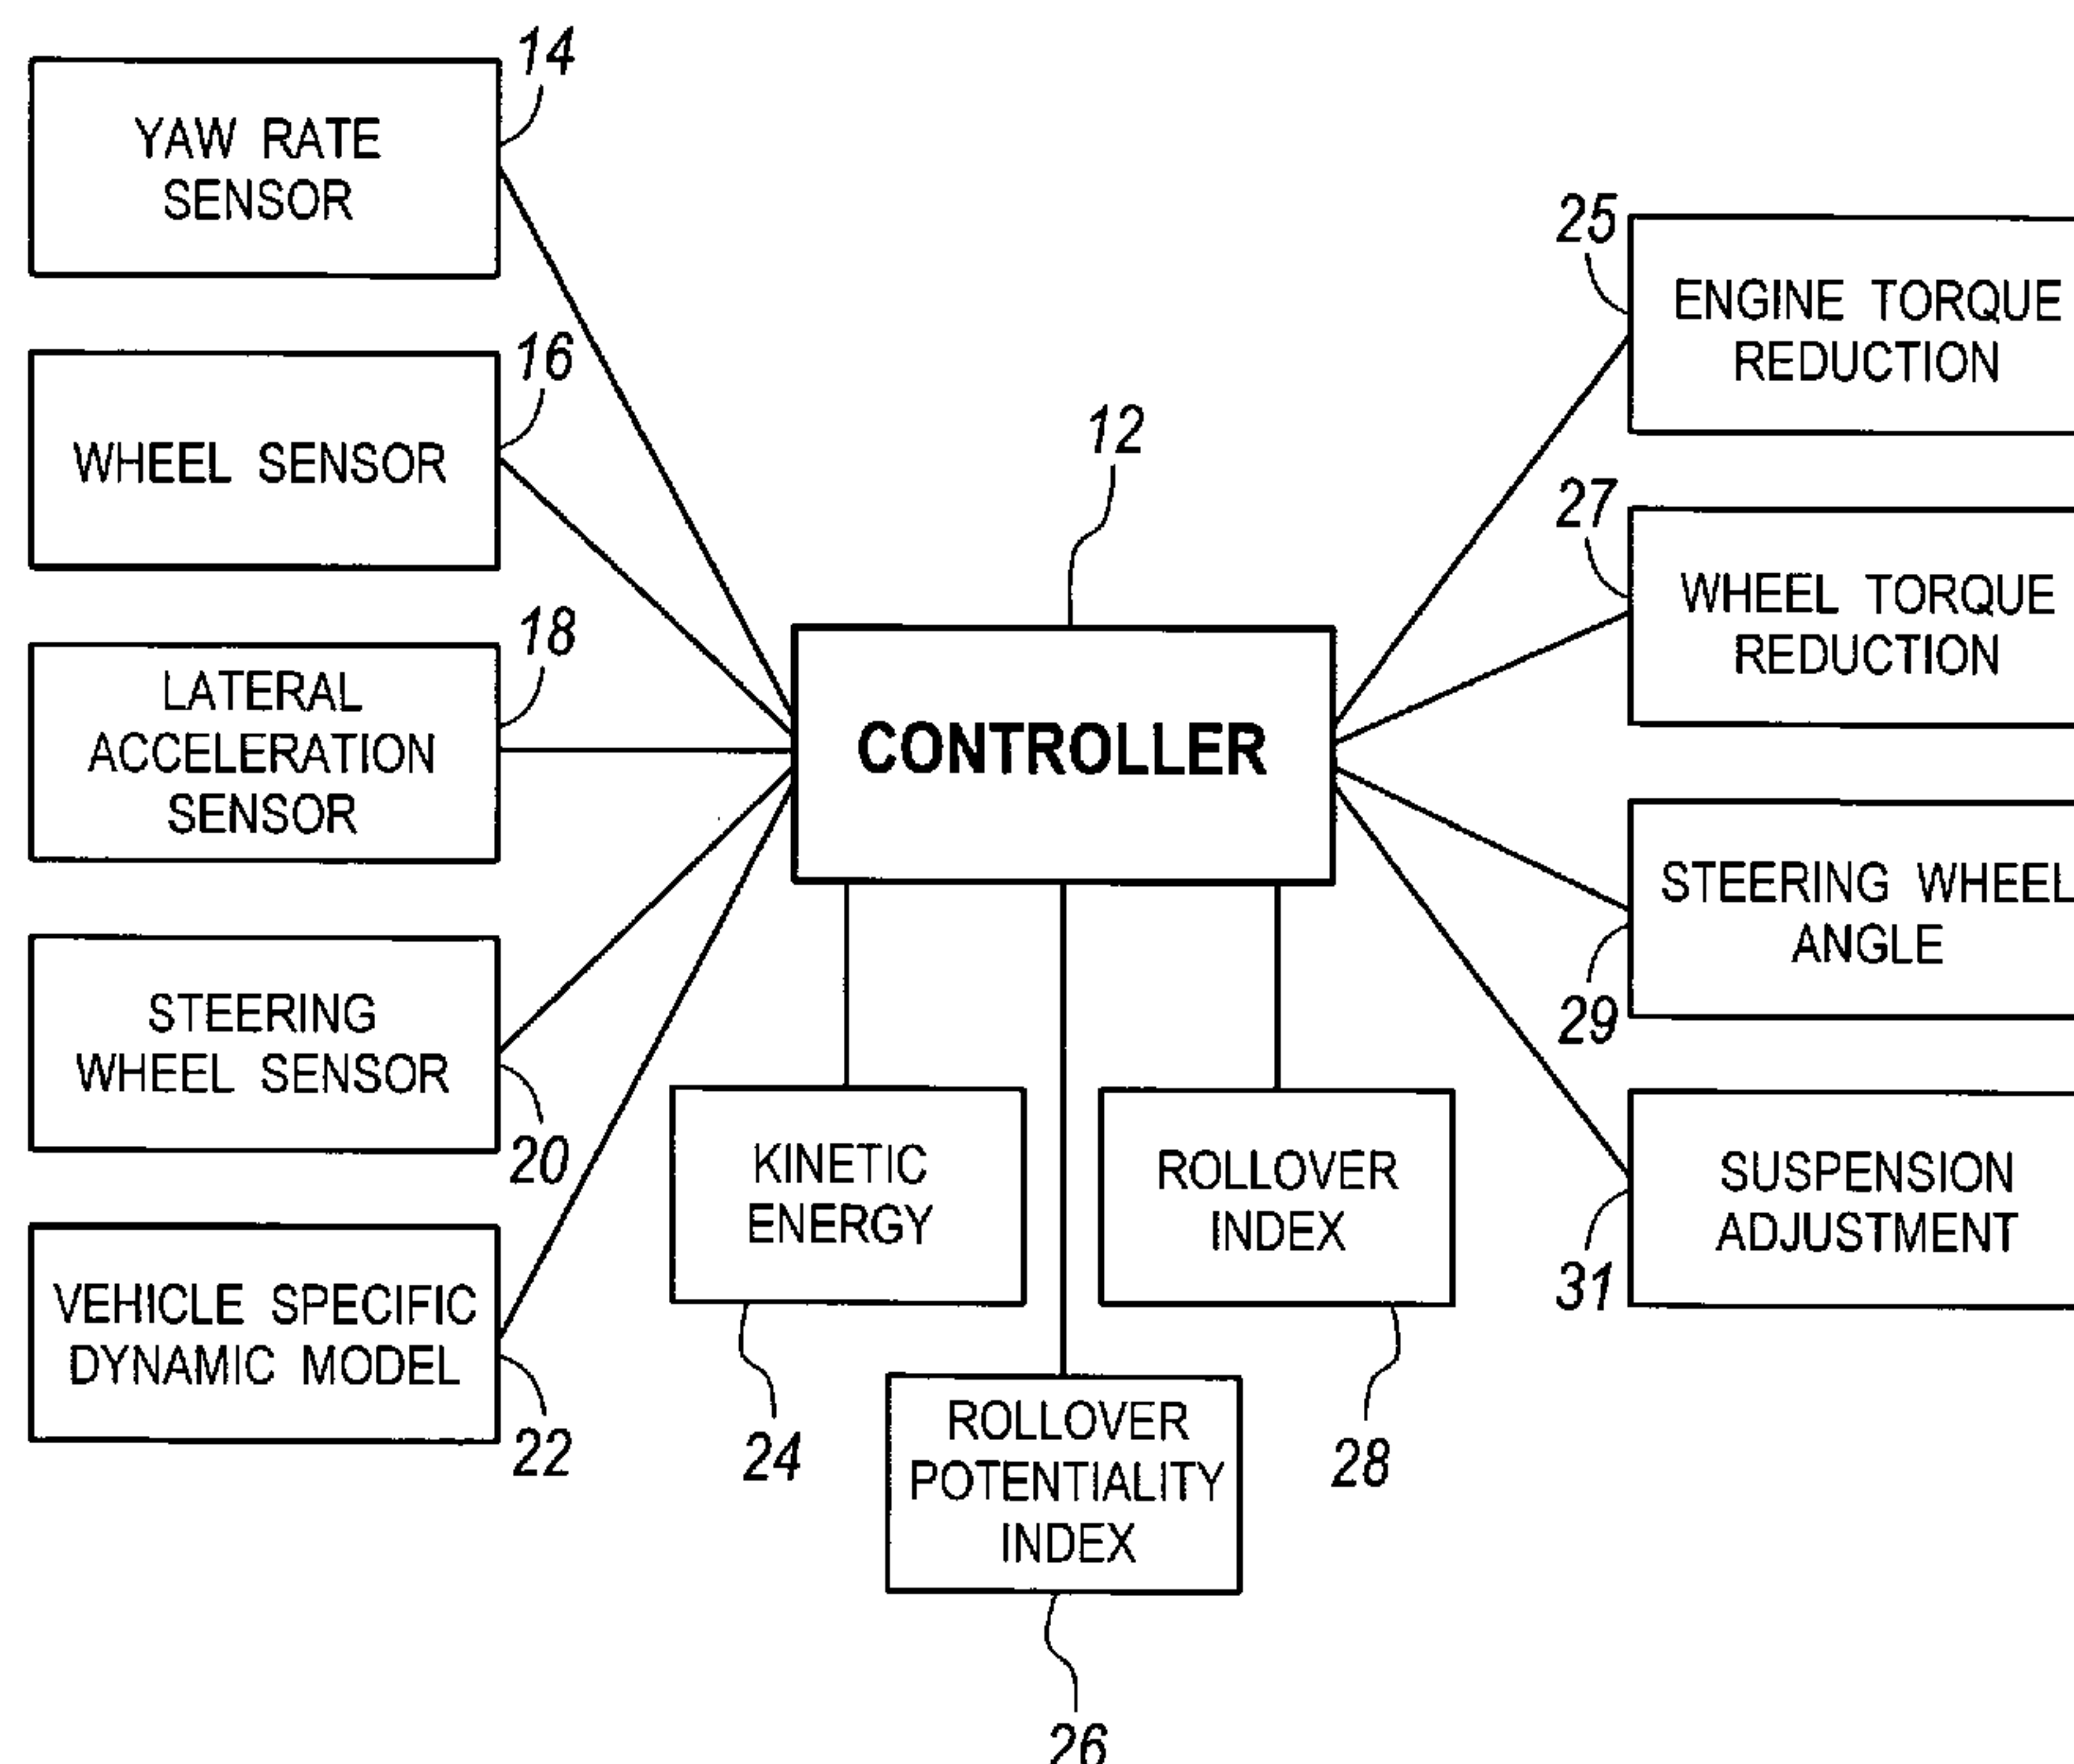 14
YAW RATE
SENSOR
16
WHEEL SENSOR
18
LATERAL
ACCELERATION
SENSOR
STEERING
WHEEL SENSOR
20
VEHICLE SPECIFIC
DYNAMIC MODEL
22
12
CONTROLLER
KINETIC
ENERGY
24
ROLLOVER
POTENTIALITY
INDEX
26
ROLLOVER
INDEX
28
25
ENGINE TORQUE
REDUCTION
27
WHEEL TORQUE
REDUCTION
STEERING WHEEL
ANGLE
29
SUSPENSION
ADJUSTMENT
31